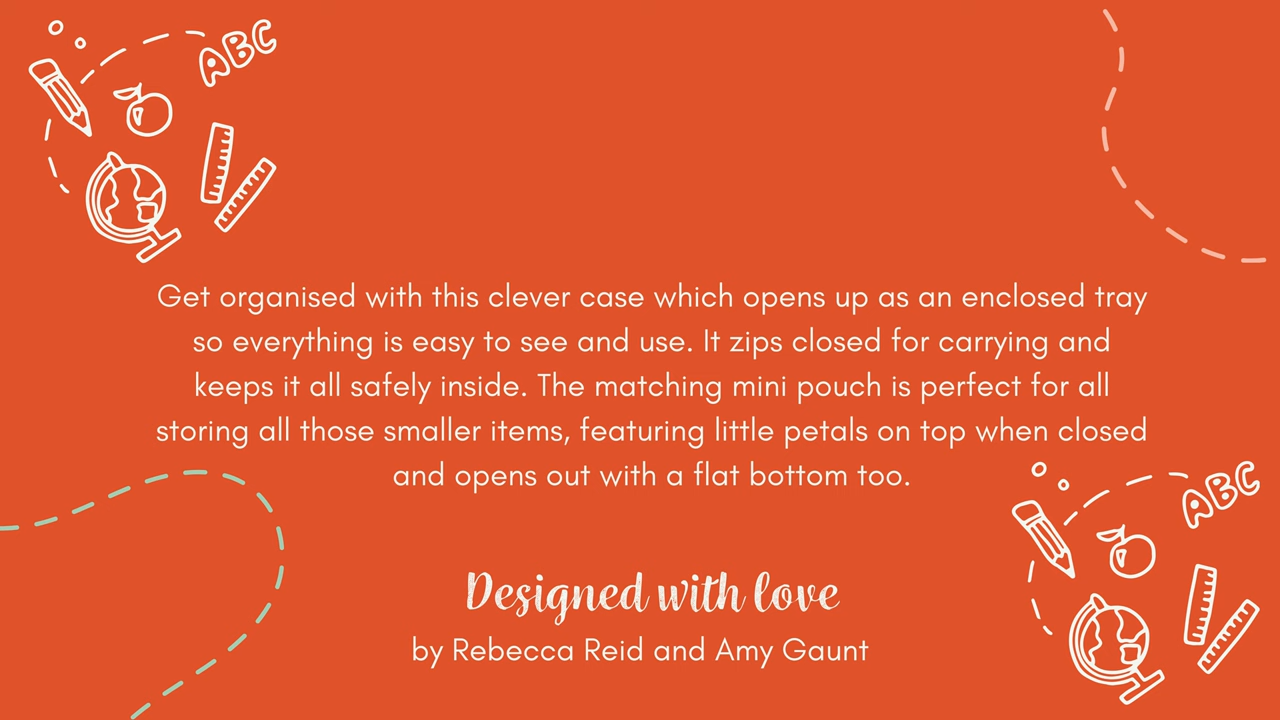 ABC
Get organised with this clever case which opens up as an enclosed tray
so everything is easy to see and use. It zips closed for carrying and
keeps it all safely inside. The matching mini pouch is perfect for all
storing all those smaller items, featuring little petals on top when closed
and opens out with a flat bottom too.
ABC
Designed with love
by Rebecca Reid and Amy Gaunt